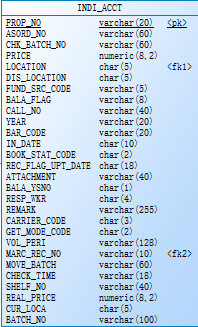 INDI_ACCT
PROP_NO varchar(20) <pk>
ASORD_NO varchar(60)
CHK_BATCH_NO varchar(60)
PRICE numeric(8,2)
LOCATION char(5) <fk1>
DIS_LOCATION char(5)
FUND_SRC_CODE varchar(5)
BALA_FLAG varchar(8)
CALL_NO varchar(40)
YEAR varchar(20)
BAR_CODE varchar(20)
IN_DATE char(10)
BOOK_STAT_CODE char(2)
REC_FLAG_UPT_DATE char(18)
ATTACHMENT varchar(40)
BALA_YSNO char(1)
RESP_WKR char(4)
REMARK varchar(255)
CARRIER_CODE char(3)
GET_MODE_CODE char(2)
VOL_PERI varchar(128)
MARC_REC_NO varchar(10) <fk2>
MOVE_BATCH varchar(60)
CHECK_TIME varchar(18)
SHELF_NO varchar(40)
REAL_PRICE numeric(8,2)
CUR_LOCA char(5)
BATCH_NO varchar(100)